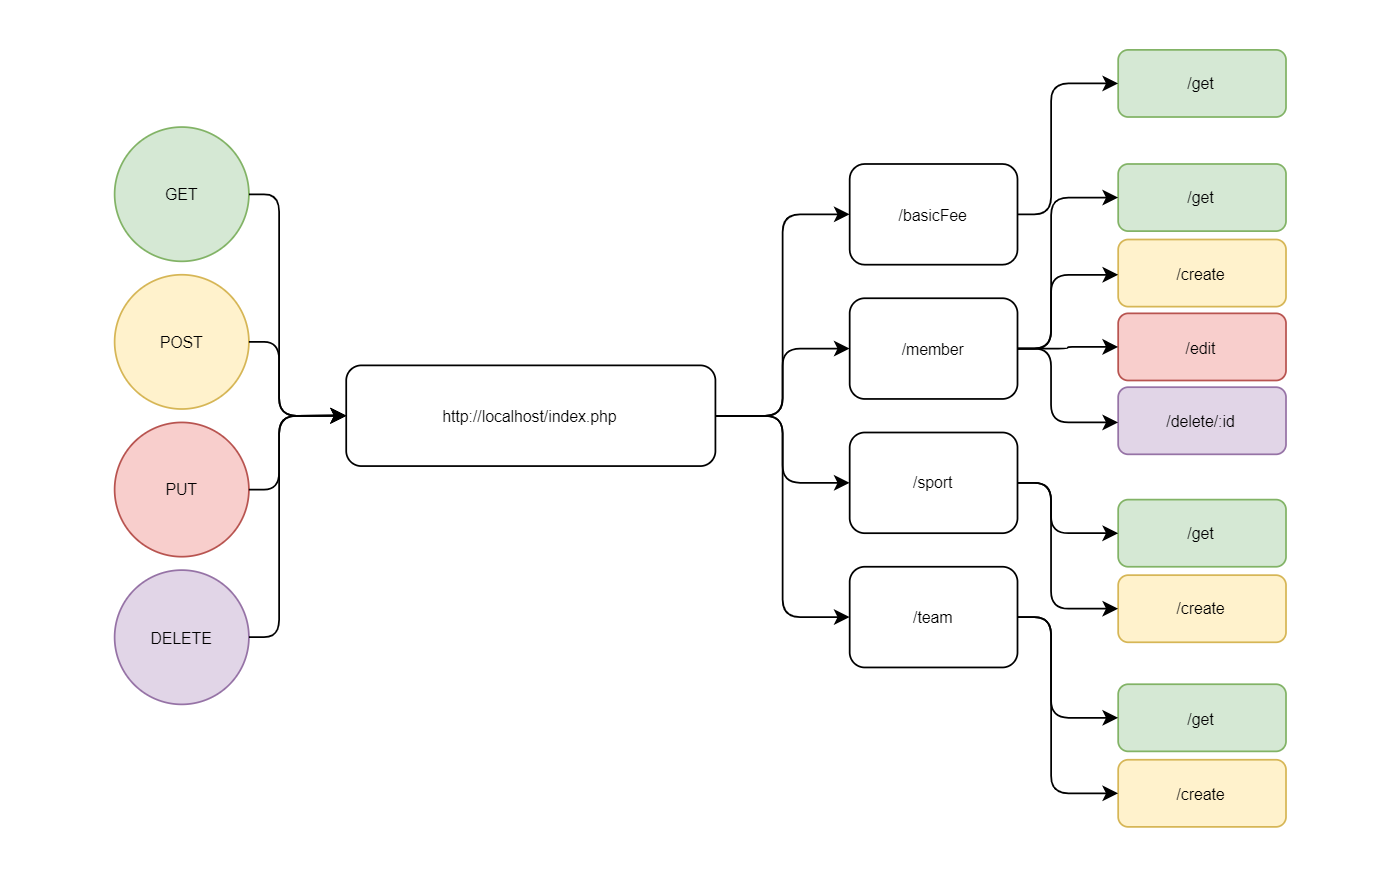 GET
POST
PUT
DELETE
http://localhost/index.php
/basicFee
/member
/sport
/team
/get
/get
/create
/edit
/delete/:id
/get
/create
/get
/create